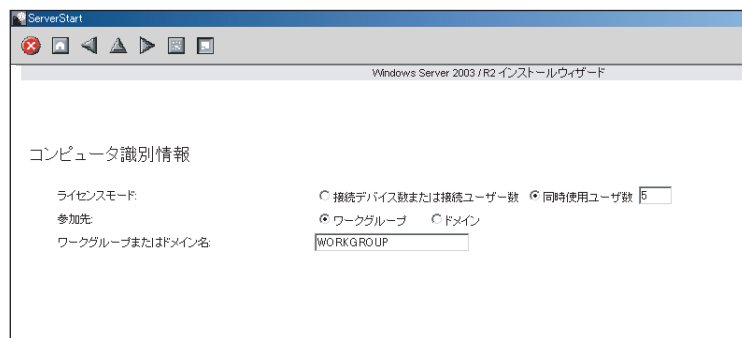 ServerStart
Windows Server 2003 / R2 インストールウィザード
コンピュータ識別情報
ライセンスモード: 接続デバイス数または接続ユーザー数 同時使用ユーザ数 5
参加先: ワークグループ ドメイン
ワークグループまたはドメイン名: WORKGROUP